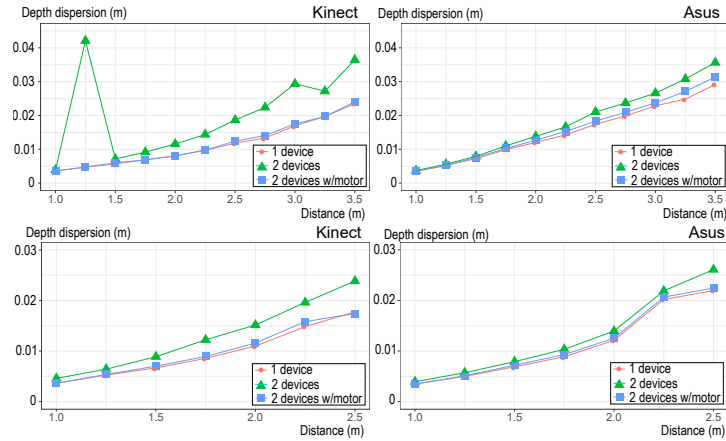 Depth dispersion (m)
Kinect
0.04
0.03
0.02
0.01
0
1 device
2 devices
2 devices w/motor
1.0
1.5
2.0
2.5
3.0
3.5
Distance (m)
Depth dispersion (m)
Asus
0.04
0.03
0.02
0.01
0
1 device
2 devices
2 devices w/motor
1.0
1.5
2.0
2.5
3.0
3.5
Distance (m)
Depth dispersion (m)
Kinect
0.03
0.02
0.01
0
1 device
2 devices
2 devices w/motor
1.0
1.5
2.0
2.5
Distance (m)
Depth dispersion (m)
Asus
0.03
0.02
0.01
0
1 device
2 devices
2 devices w/motor
1.0
1.5
2.0
2.5
Distance (m)